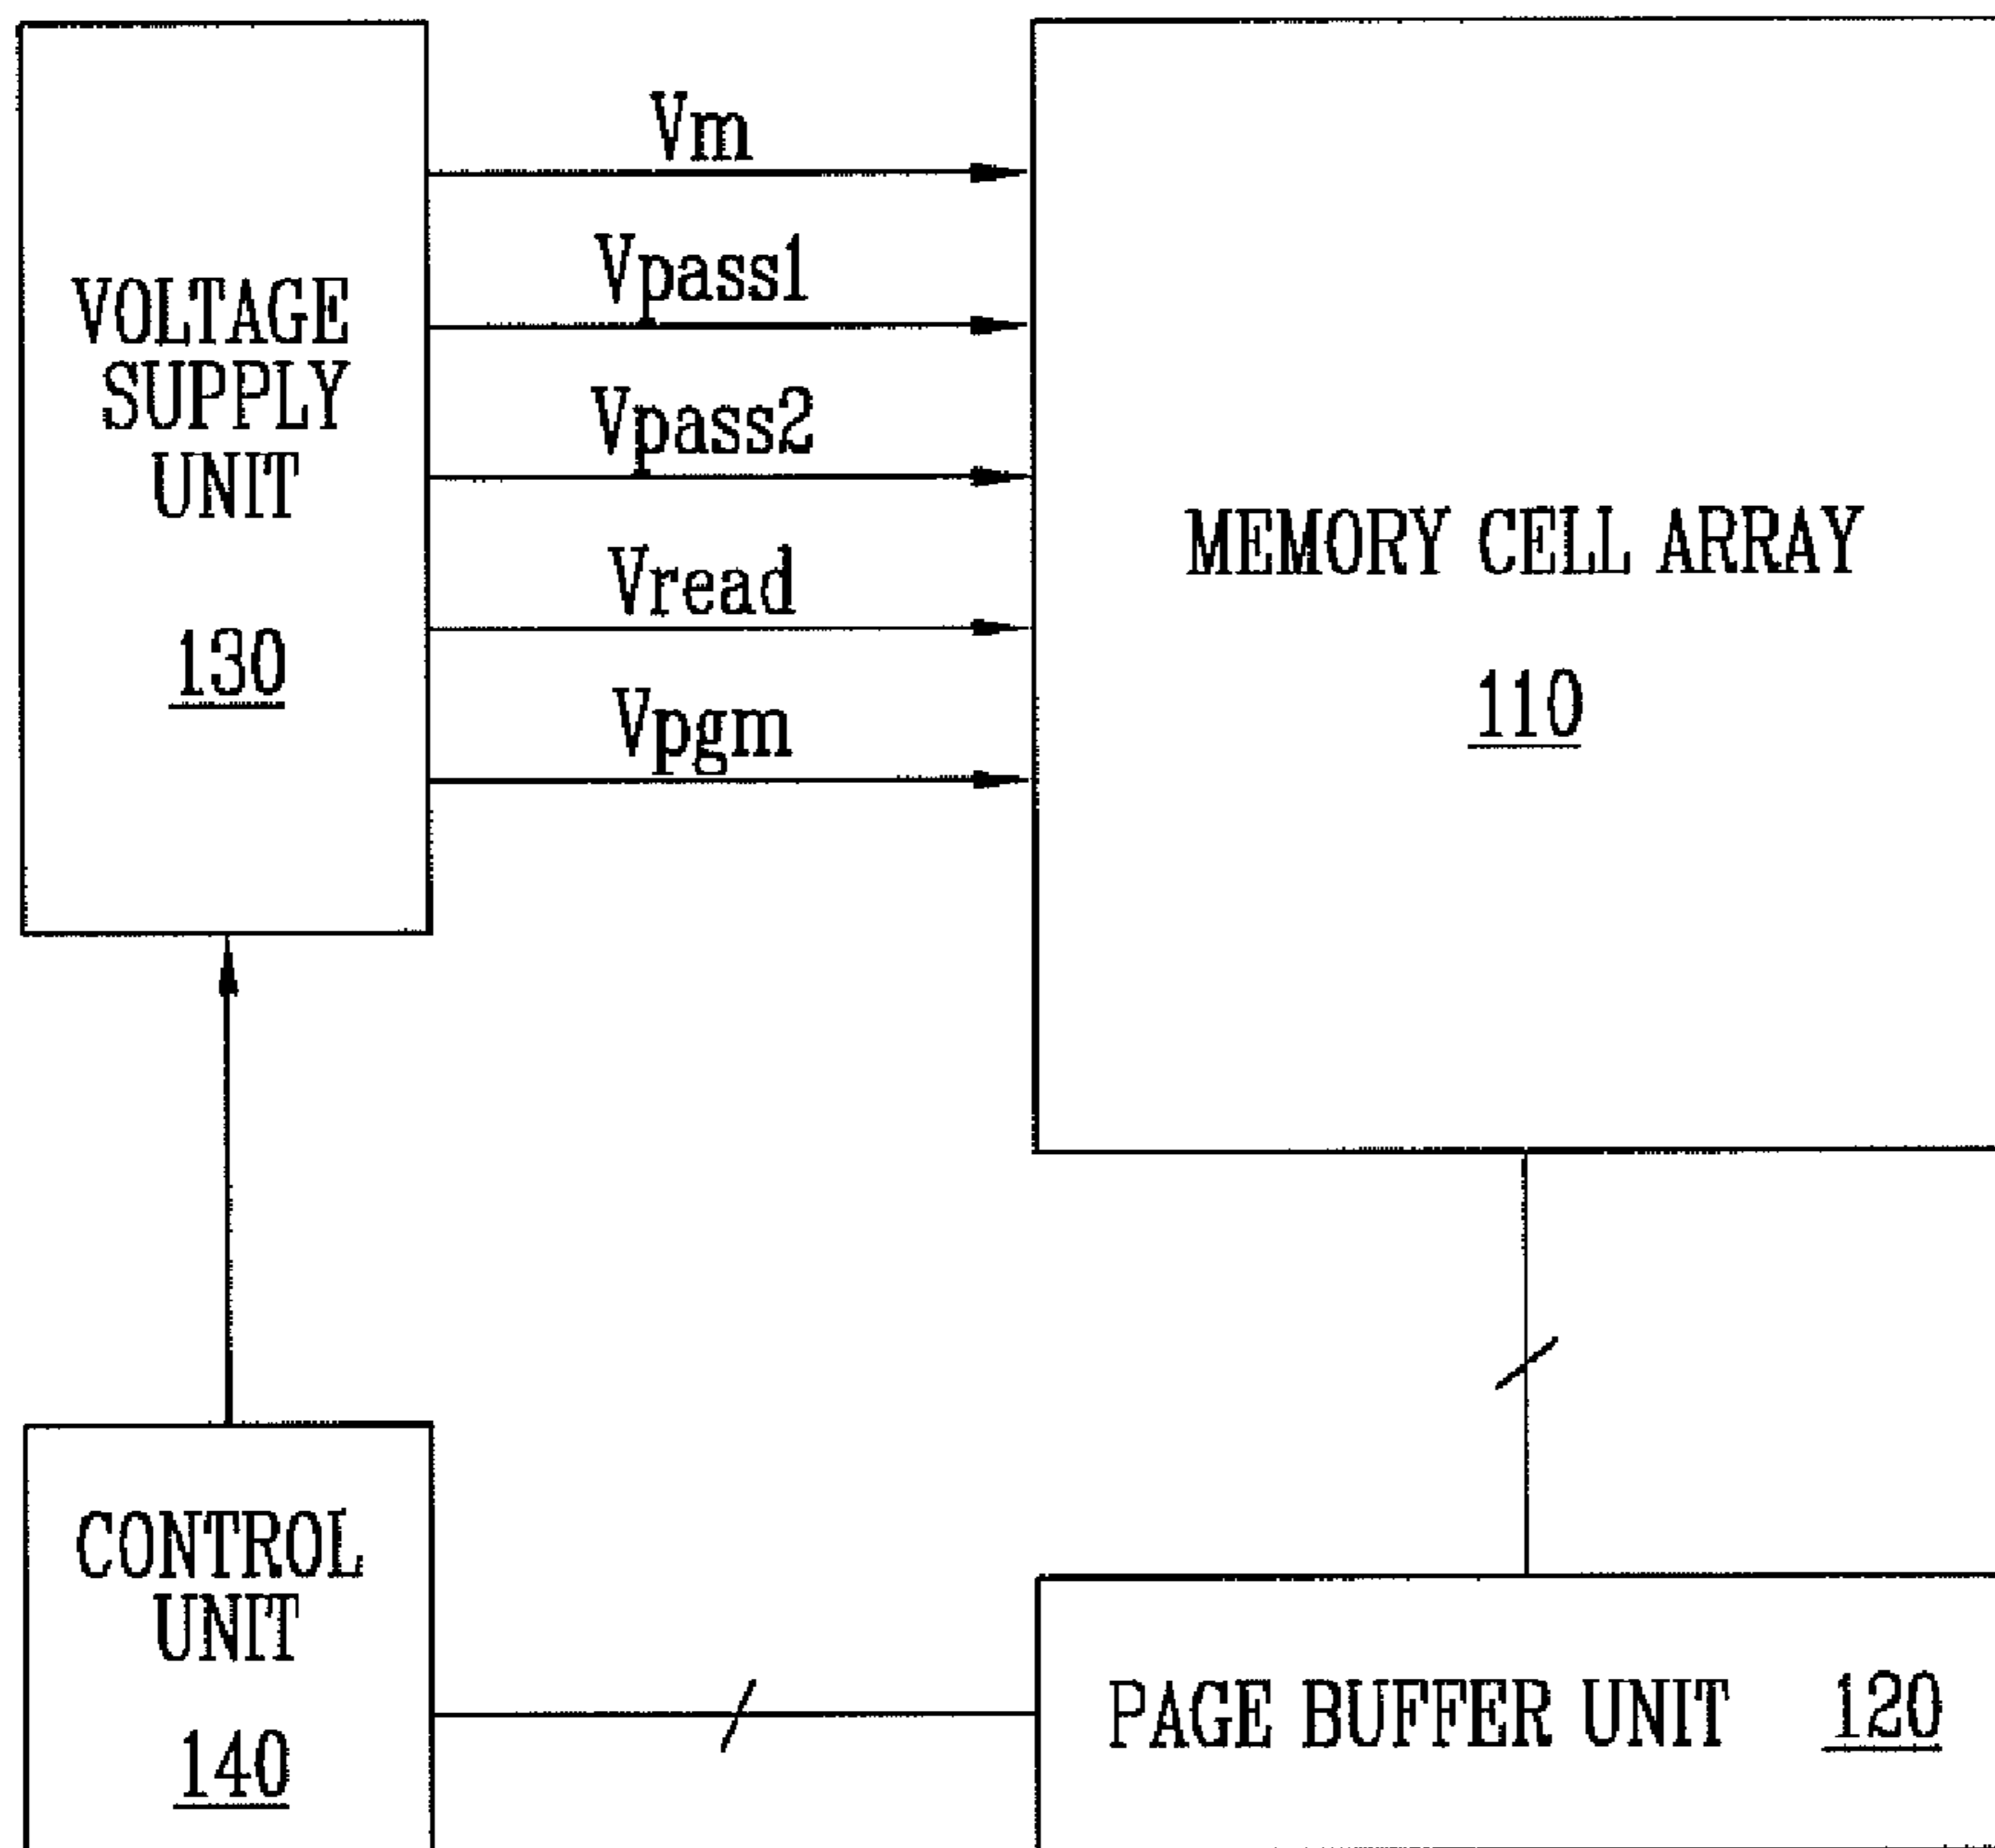 VOLTAGE
SUPPLY
UNIT
130
Vm
Vpass1
Vpass2
Vread
Vpgm
MEMORY CELL ARRAY
110
CONTROL
UNIT
140
PAGE BUFFER UNIT 120